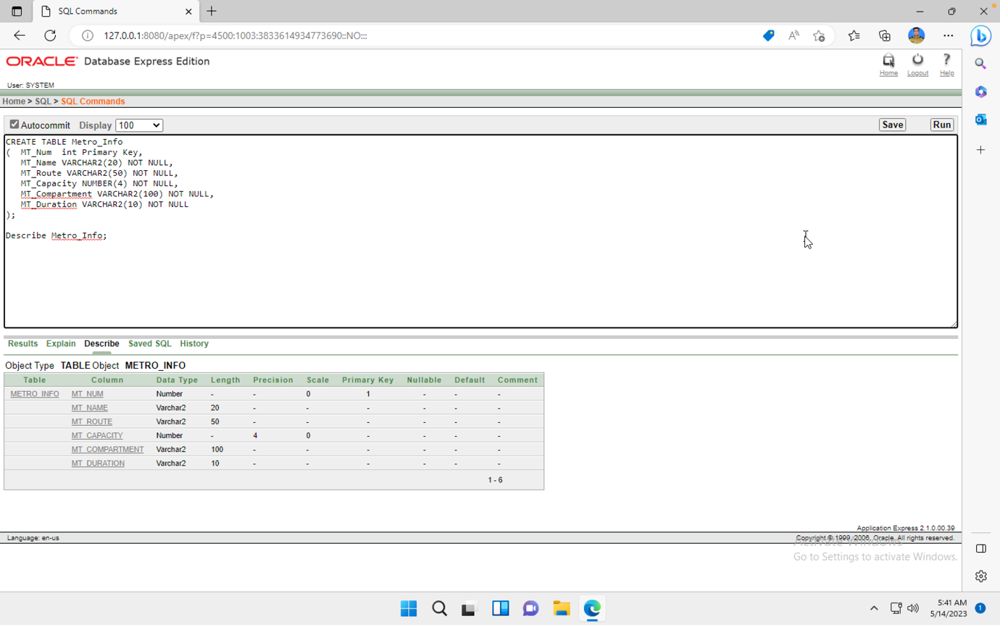 SQL Commands
127.0.0.1:8080/apex/f?p=4500:1003:3833614934773690::NO:::
ORACLE® Database Express Edition
Home Logout Help
User: SYSTEM
Home > SQL > SQL Commands
Autocommit Display 100 Save Run
CREATE TABLE Metro_Info
( MT_Num int Primary Key,
MT_Name VARCHAR2(20) NOT NULL,
MT_Route VARCHAR2(50) NOT NULL,
MT_Capacity NUMBER(4) NOT NULL,
MT_Compartment VARCHAR2(100) NOT NULL,
MT_Duration VARCHAR2(10) NOT NULL
);
Describe Metro_Info;
Results Explain Describe Saved SQL History
Object Type TABLE Object METRO_INFO
Table Column Data Type Length Precision Scale Primary Key Nullable Default Comment
METRO_INFO MT_NUM Number - - 0 1 - - -
MT_NAME Varchar2 20 - - - - - -
MT_ROUTE Varchar2 50 - - - - - -
MT_CAPACITY Number - 4 0 - - - -
MT_COMPARTMENT Varchar2 100 - - - - - -
MT_DURATION Varchar2 10 - - - - - -
1 - 6
Application Express 2.1.0.00.39
Language: en-us Copyright © 1999, 2006, Oracle. All rights reserved.
Activate Windows
Go to Settings to activate Windows.
5:41 AM
5/14/2023 1